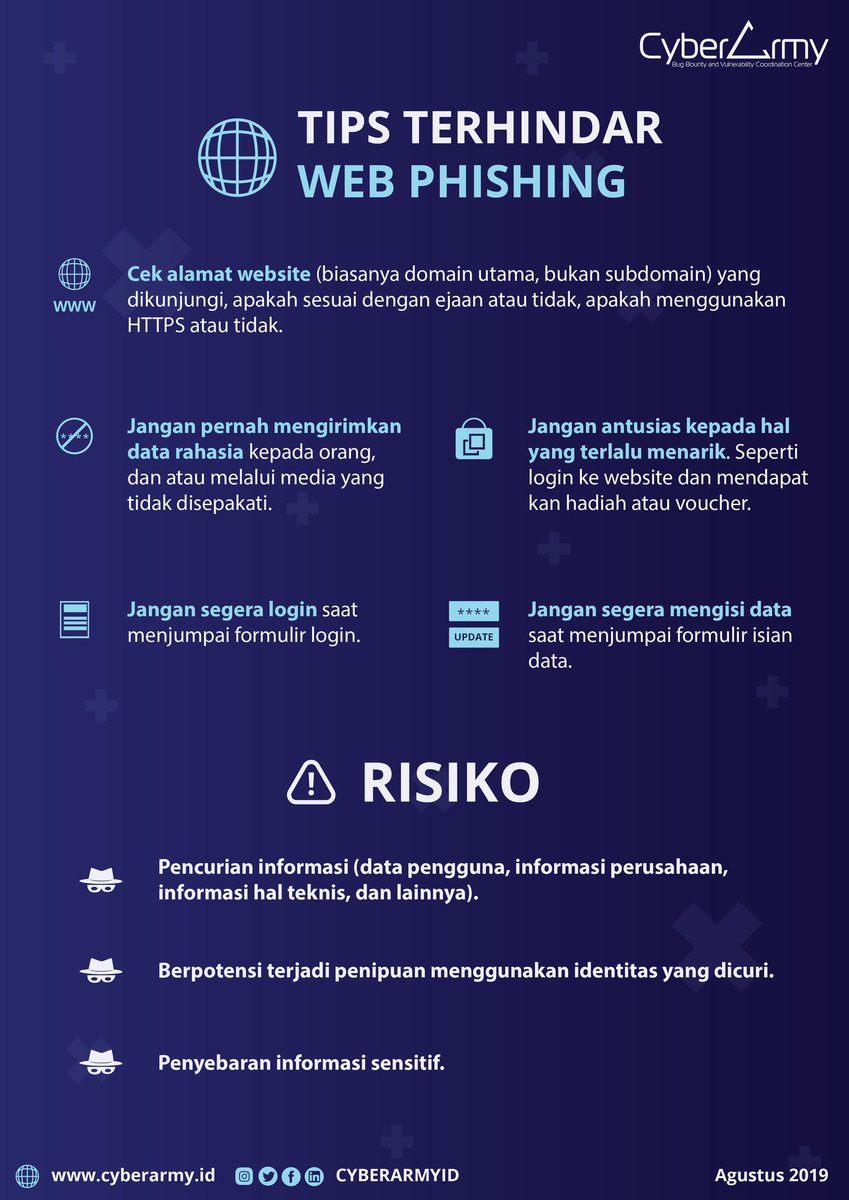 CyberArmy
Bug Bounty and Vulnerability Coordination Center
TIPS TERHINDAR
WEB PHISHING
WWW
Cek alamat website (biasanya domain utama, bukan subdomain) yang
dikunjungi, apakah sesuai dengan ejaan atau tidak, apakah menggunakan
HTTPS atau tidak.
****
Jangan pernah mengirimkan
data rahasia kepada orang,
dan atau melalui media yang
tidak disepakati.
Jangan antusias kepada hal
yang terlalu menarik. Seperti
login ke website dan mendapat
kan hadiah atau voucher.
Jangan segera login saat
menjumpai formulir login.
****
UPDATE
Jangan segera mengisi data
saat menjumpai formulir isian
data.
RISIKO
Pencurian informasi (data pengguna, informasi perusahaan,
informasi hal teknis, dan lainnya).
Berpotensi terjadi penipuan menggunakan identitas yang dicuri.
Penyebaran informasi sensitif.
www.cyberarmy.id
CYBERARMYID
Agustus 2019